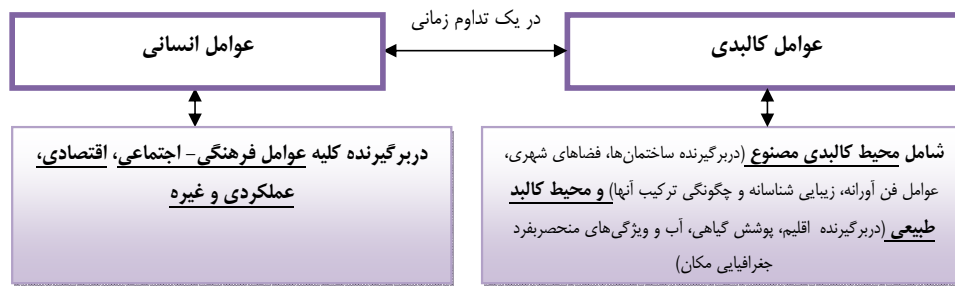 عوامل کالبدی
در یک تداوم زمانی
عوامل انسانی
شامل محیط کالبدی مصنوع (دربرگیرنده ساختمان‌ها، فضاهای شهری،
عوامل فن آورانه، زیبایی شناسانه و چگونگی ترکیب آنها) و محیط کالبد
طبیعی (دربرگیرنده اقلیم، پوشش گیاهی، آب و ویژگی‌های منحصربفرد
جغرافیایی مکان)
دربرگیرنده کلیه عوامل فرهنگی- اجتماعی، اقتصادی،
عملکردی و غیره